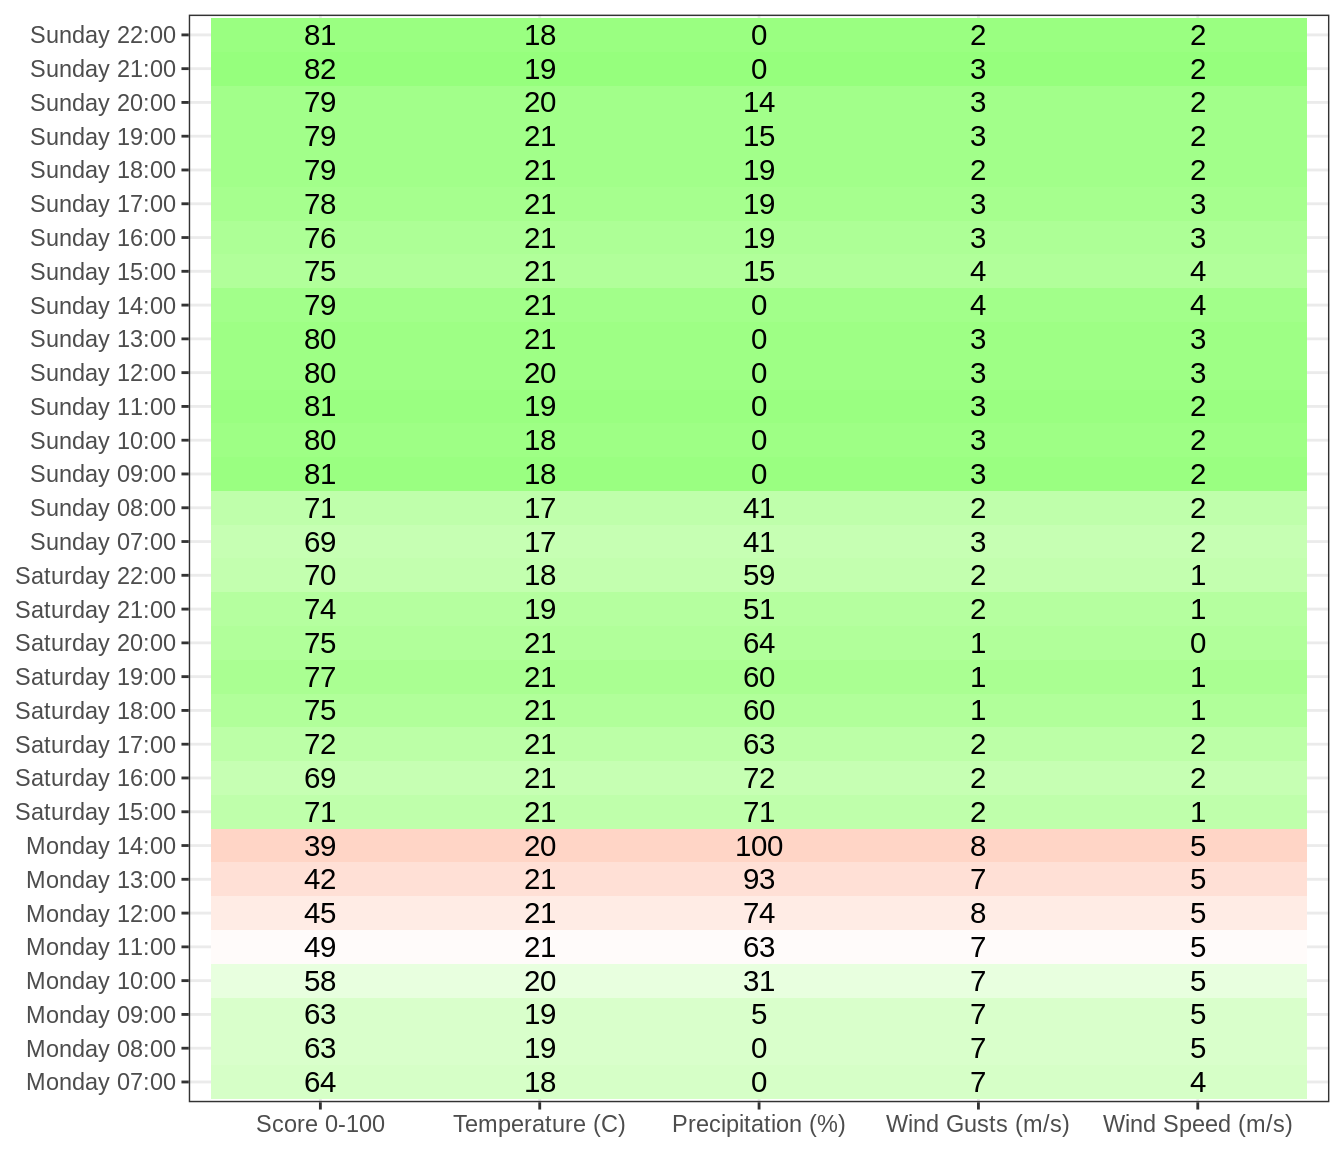 Sunday 22:00 81 18 0 2 2
Sunday 21:00 82 19 0 3 2
Sunday 20:00 79 20 14 3 2
Sunday 19:00 79 21 15 3 2
Sunday 18:00 79 21 19 2 2
Sunday 17:00 78 21 19 3 3
Sunday 16:00 76 21 19 3 3
Sunday 15:00 75 21 15 4 4
Sunday 14:00 79 21 0 4 4
Sunday 13:00 80 21 0 3 3
Sunday 12:00 80 20 0 3 3
Sunday 11:00 81 19 0 3 2
Sunday 10:00 80 18 0 3 2
Sunday 09:00 81 18 0 3 2
Sunday 08:00 71 17 41 2 2
Sunday 07:00 69 17 41 3 2
Saturday 22:00 70 18 59 2 1
Saturday 21:00 74 19 51 2 1
Saturday 20:00 75 21 64 1 0
Saturday 19:00 77 21 60 1 1
Saturday 18:00 75 21 60 1 1
Saturday 17:00 72 21 63 2 2
Saturday 16:00 69 21 72 2 2
Saturday 15:00 71 21 71 2 1
Monday 14:00 39 20 100 8 5
Monday 13:00 42 21 93 7 5
Monday 12:00 45 21 74 8 5
Monday 11:00 49 21 63 7 5
Monday 10:00 58 20 31 7 5
Monday 09:00 63 19 5 7 5
Monday 08:00 63 19 0 7 5
Monday 07:00 64 18 0 7 4
Score 0-100 Temperature (C) Precipitation (%) Wind Gusts (m/s) Wind Speed (m/s)